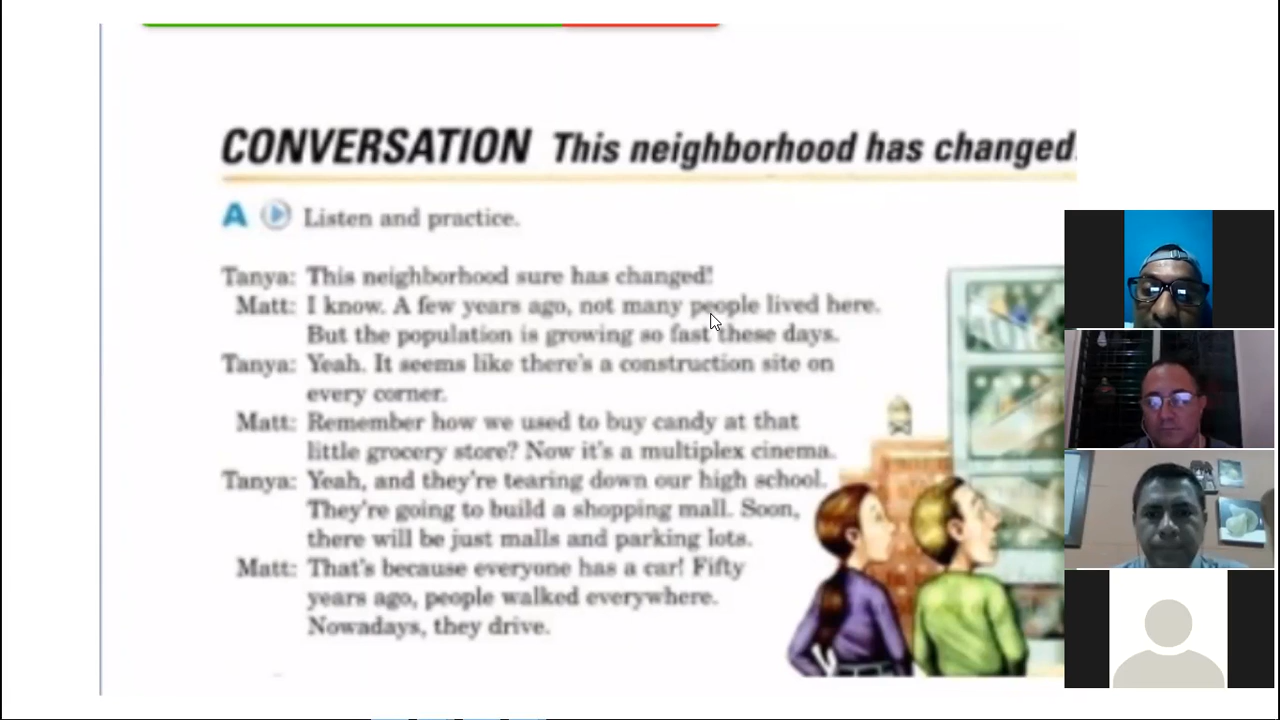 CONVERSATION This neighborhood has changed
A Listen and practice.
Tanya: This neighborhood sure has changed!
Matt: I know. A few years ago, not many people lived here.
But the population is growing so fast these days.
Tanya: Yeah. It seems like there's a construction site on
every corner.
Matt: Remember how we used to buy candy at that
little grocery store? Now it's a multiplex cinema.
Tanya: Yeah, and they're tearing down our high school.
They're going to build a shopping mall. Soon,
there will be just malls and parking lots.
Matt: That's because everyone has a car! Fifty
years ago, people walked everywhere.
Nowadays, they drive.